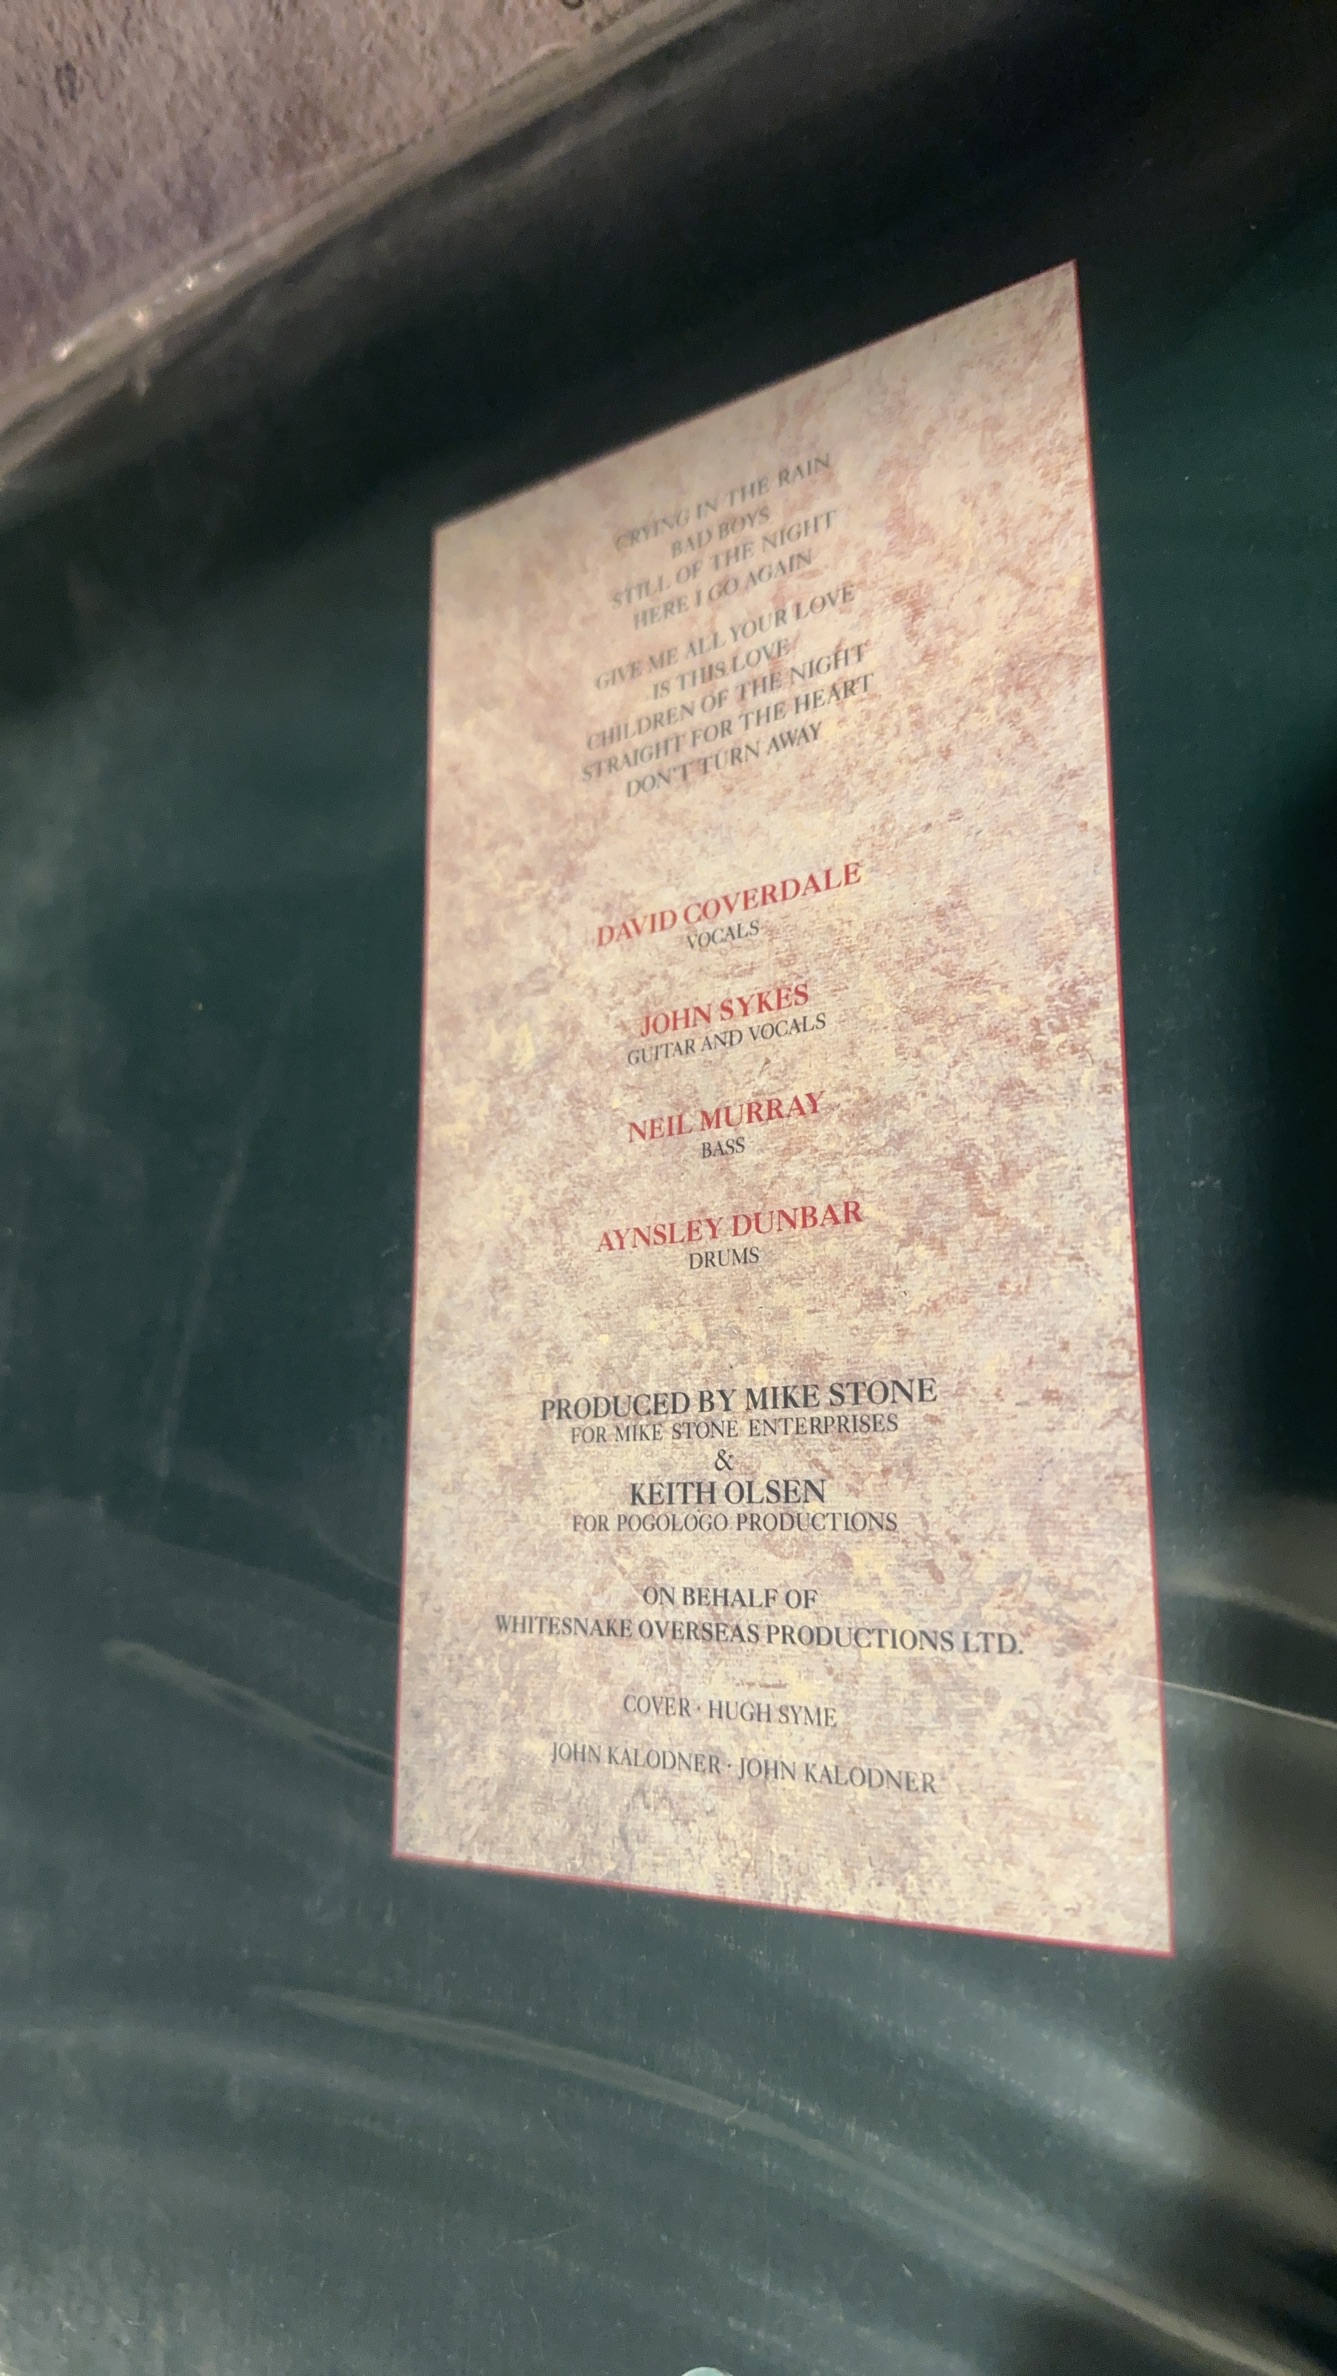 CRYING IN THE RAIN
BAD BOYS
STILL OF THE NIGHT
HERE I GO AGAIN
GIVE ME ALL YOUR LOVE
IS THIS LOVE
CHILDREN OF THE NIGHT
STRAIGHT FOR THE HEART
DON'T TURN AWAY
DAVID COVERDALE
VOCALS
JOHN SYKES
GUITAR AND VOCALS
NEIL MURRAY
BASS
AYNSLEY DUNBAR
DRUMS
PRODUCED BY MIKE STONE
FOR MIKE STONE ENTERPRISES
&
KEITH OLSEN
FOR POGOLOGO PRODUCTIONS
ON BEHALF OF
WHITESNAKE OVERSEAS PRODUCTIONS LTD.
COVER · HUGH SYME
JOHN KALODNER · JOHN KALODNER